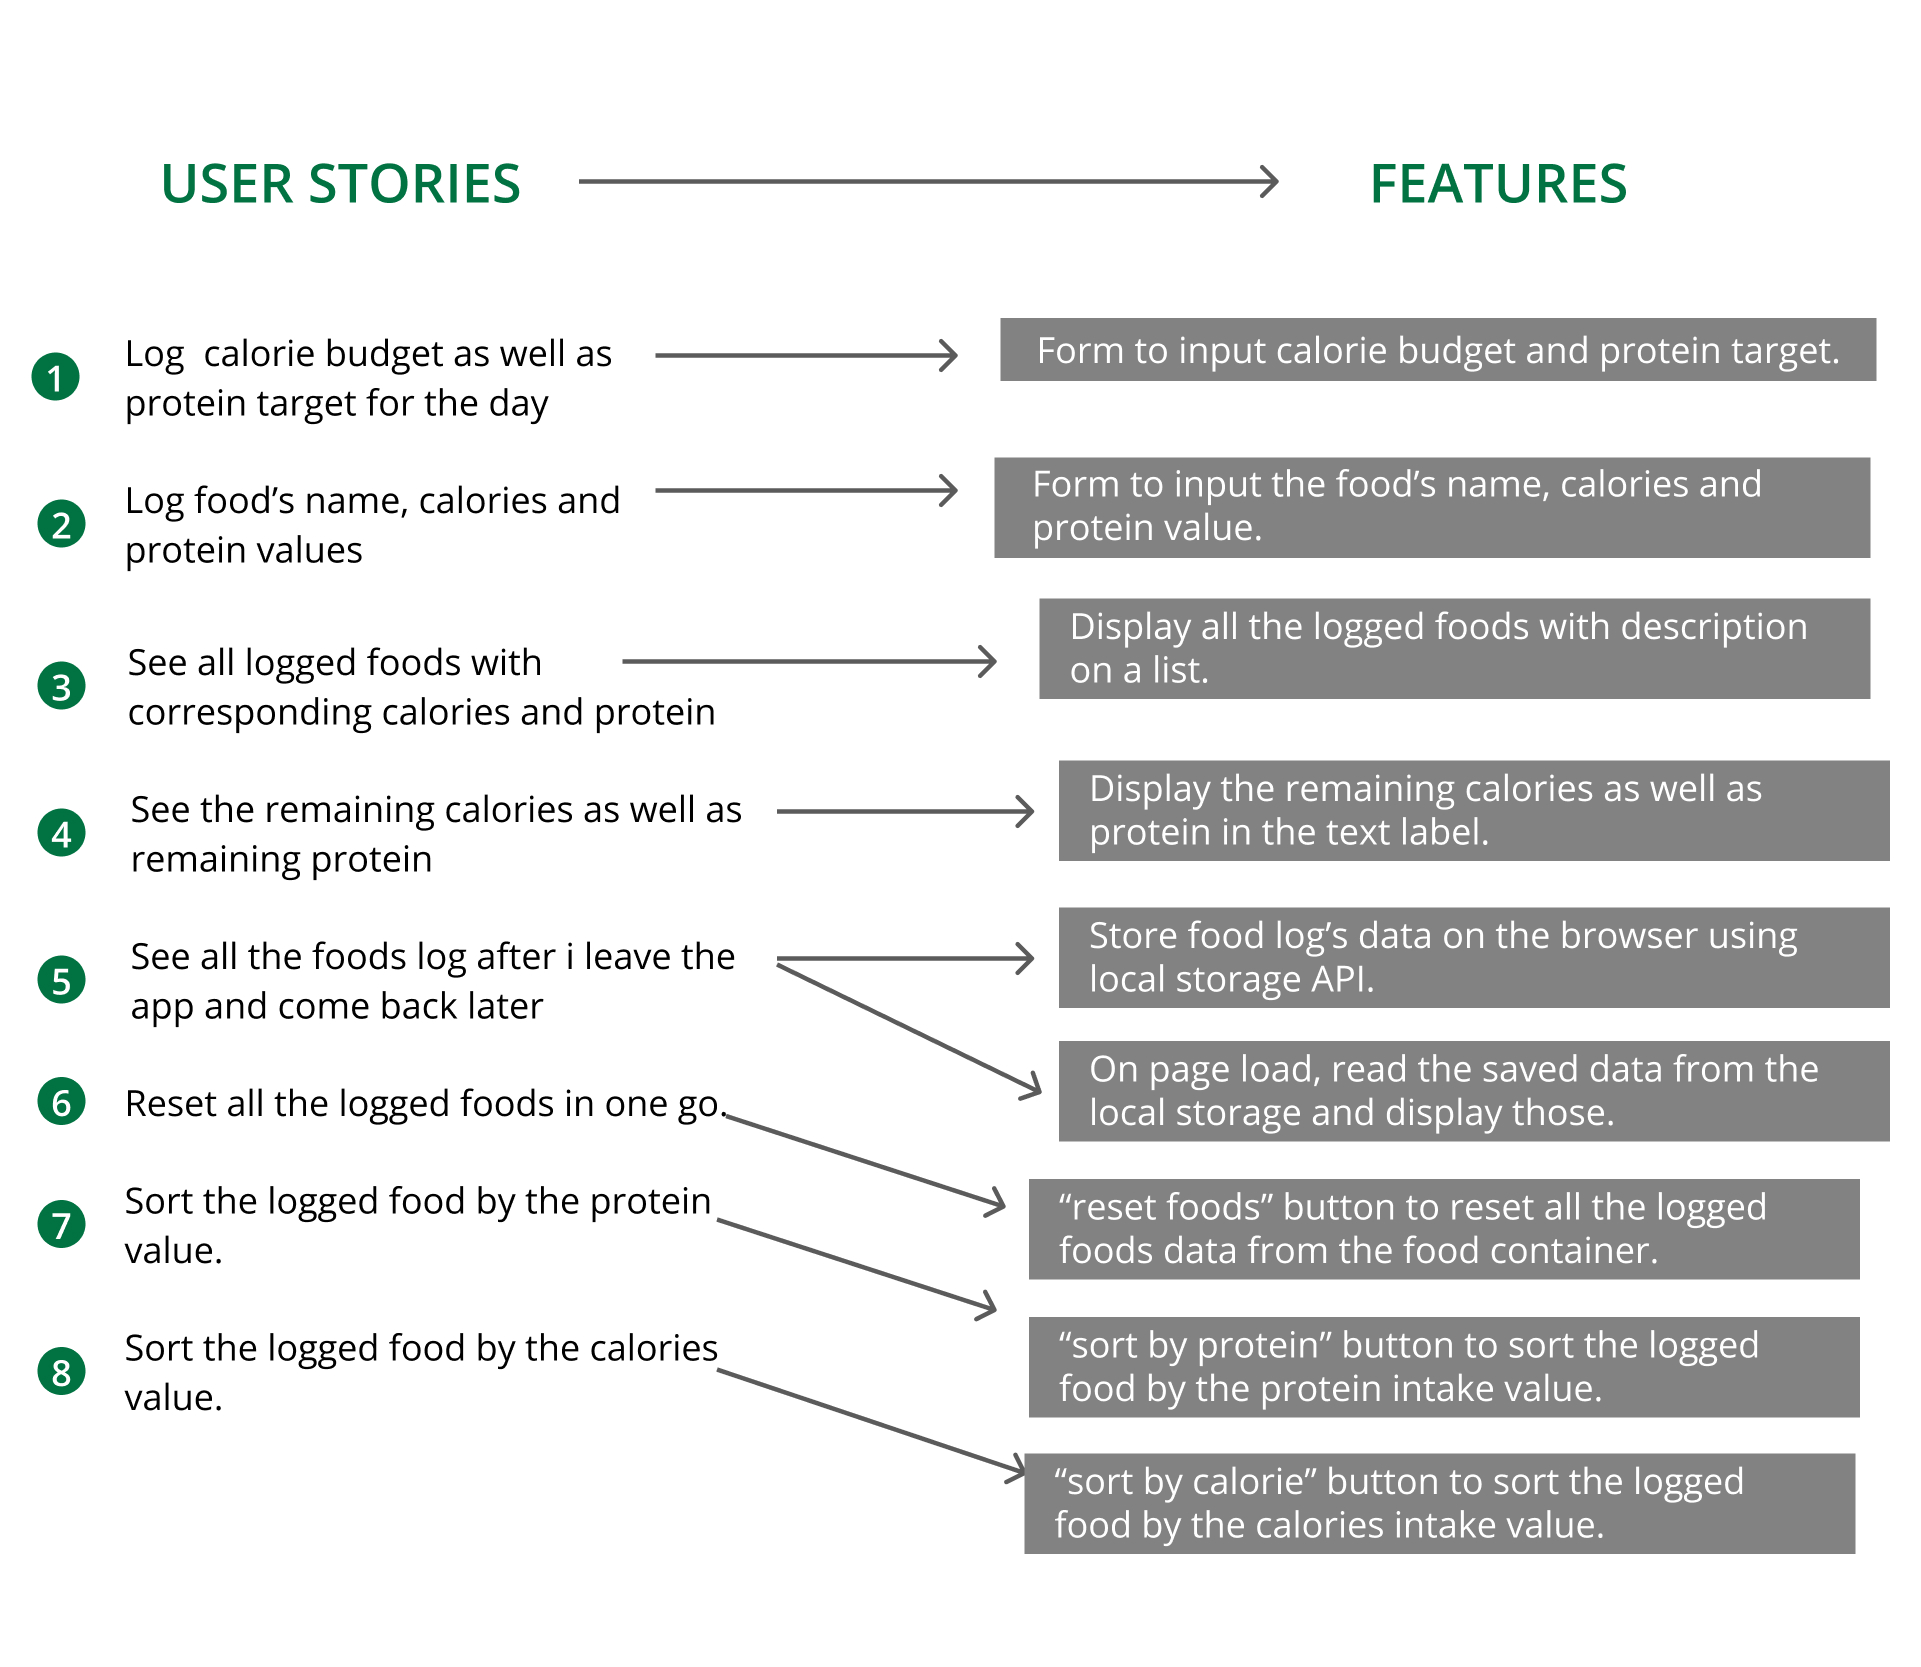 USER STORIES
FEATURES
1
Log  calorie budget as well as
protein target for the day
Form to input calorie budget and protein target.
2
Log food’s name, calories and
protein values
Form to input the food’s name, calories and
protein value.
3
See all logged foods with
corresponding calories and protein
Display all the logged foods with description
on a list.
4
See the remaining calories as well as
remaining protein
Display the remaining calories as well as
protein in the text label.
5
See all the foods log after i leave the
app and come back later
Store food log’s data on the browser using
local storage API.
On page load, read the saved data from the
local storage and display those.
6
Reset all the logged foods in one go.
“reset foods” button to reset all the logged
foods data from the food container.
7
Sort the logged food by the protein
value.
“sort by protein” button to sort the logged
food by the protein intake value.
8
Sort the logged food by the calories
value.
“sort by calorie” button to sort the logged
food by the calories intake value.